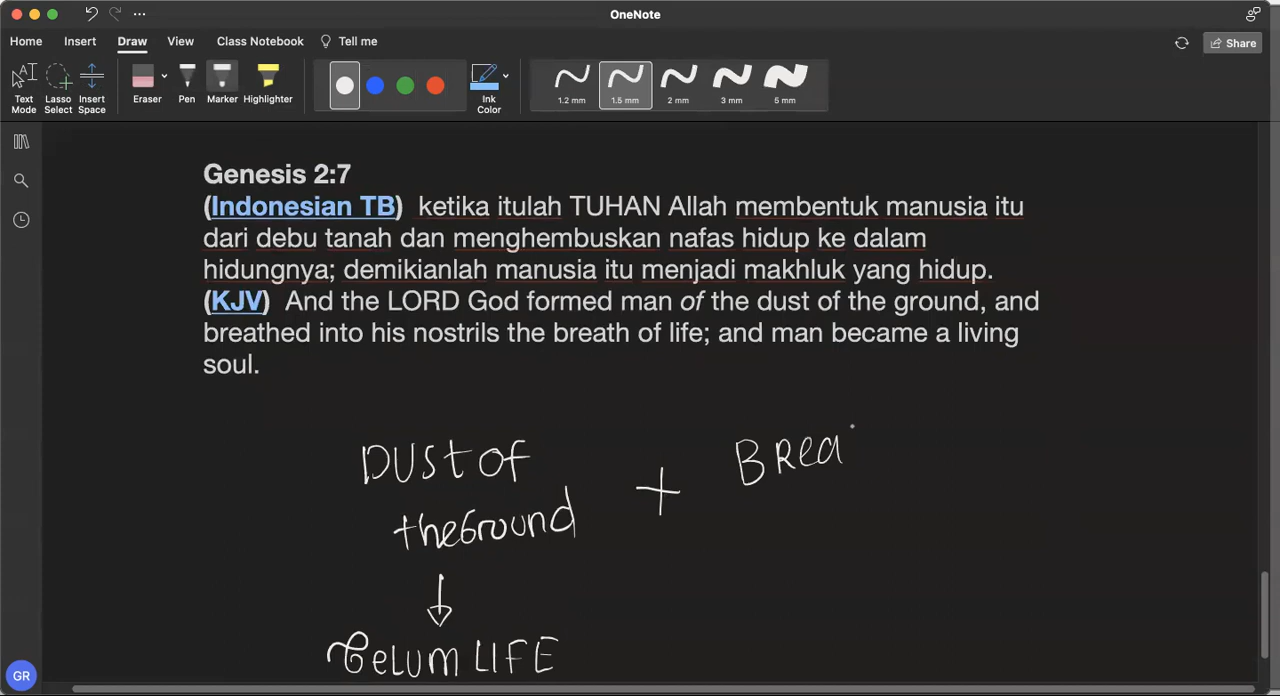 OneNote
Home Insert Draw View Class Notebook Tell me Share
Text Mode
Lasso Select
Insert Space
Eraser
Pen
Marker
Highlighter
Ink Color
1.2 mm
1.5 mm
2 mm
3 mm
5 mm
Genesis 2:7
(Indonesian TB) ketika itulah TUHAN Allah membentuk manusia itu
dari debu tanah dan menghembuskan nafas hidup ke dalam
hidungnya; demikianlah manusia itu menjadi makhluk yang hidup.
(KJV) And the LORD God formed man of the dust of the ground, and
breathed into his nostrils the breath of life; and man became a living
soul.
Dust of + Brea
the Ground
↓
Belum LIFE
GR